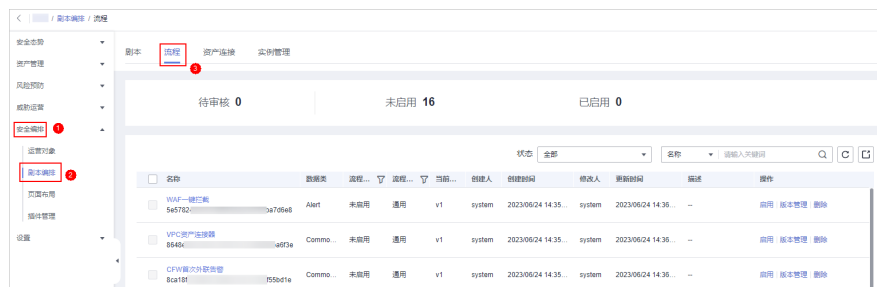 / 剧本编排 / 流程
安全态势
资产管理
风险预防
威胁运营
安全编排 1
运营对象
剧本编排 2
页面布局
插件管理
设置
剧本 流程 资产连接 实例管理
3
待审核 0 未启用 16 已启用 0
状态 全部 名称 请输入关键词
名称 数据类 流程... 流程... 当前... 创建人 创建时间 修改人 更新时间 描述 操作
WAF一键拦截
5e5782 ba7d6e8 Alert 未启用 通用 v1 system 2023/06/24 14:35... system 2023/06/24 14:36... -- 启用 版本管理 删除
VPC资产连接器
8648 a6f3e Commo... 未启用 通用 v1 system 2023/06/24 14:35... system 2023/06/24 14:36... -- 启用 版本管理 删除
CFW首次外联告警
8ca18f f55bd1e Commo... 未启用 通用 v1 system 2023/06/24 14:35... system 2023/06/24 14:36... -- 启用 版本管理 删除